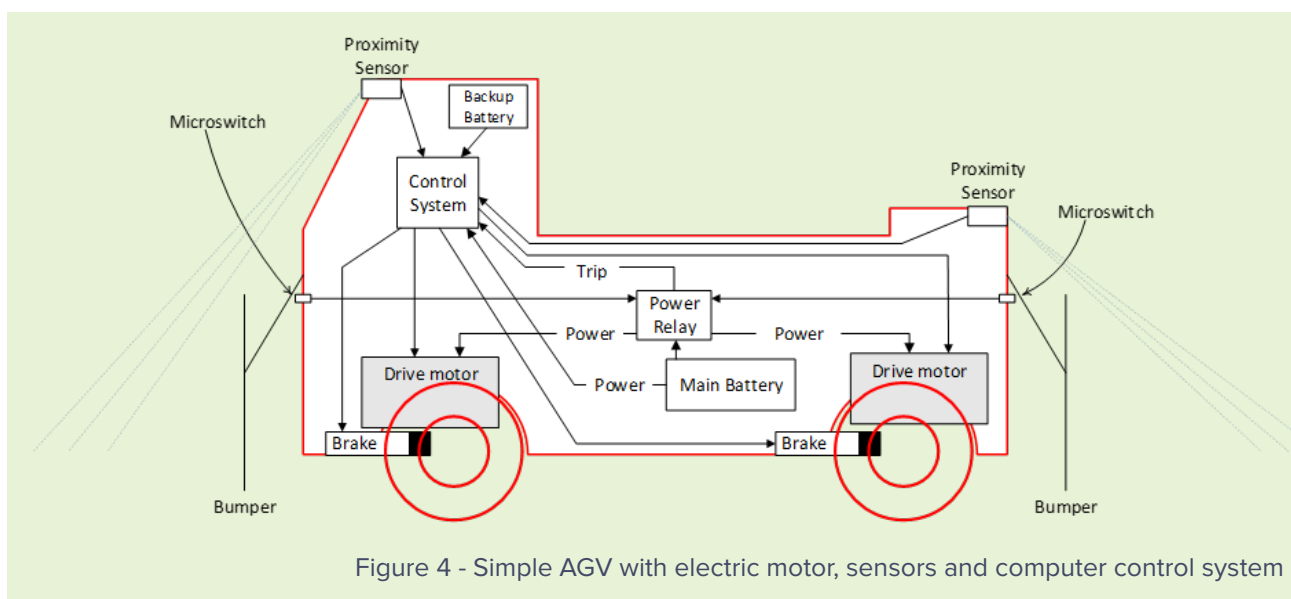 Proximity
Sensor
Backup
Battery
Microswitch
Control
System
Proximity
Sensor
Microswitch
Trip
Power
Relay
Power
Power
Drive motor
Power
Main Battery
Drive motor
Brake
Brake
Bumper
Bumper
Figure 4 - Simple AGV with electric motor, sensors and computer control system